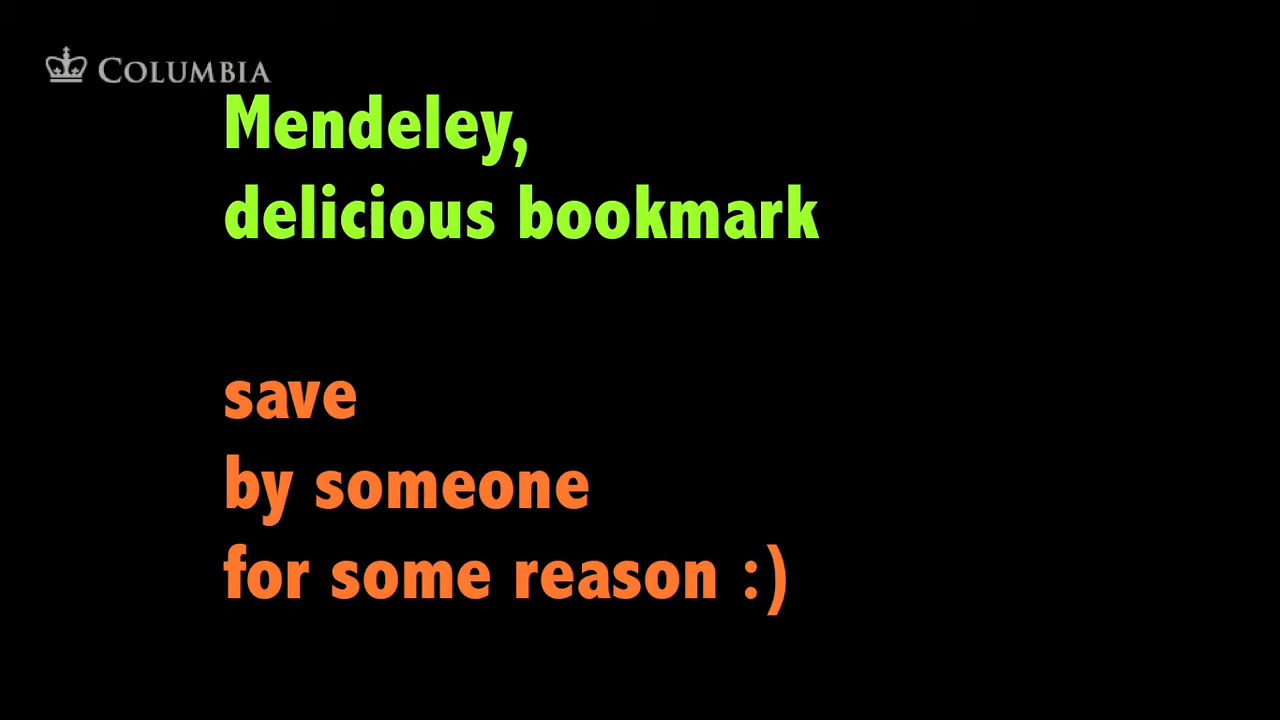 COLUMBIA
Mendeley,
delicious bookmark
save
by someone
for some reason :)